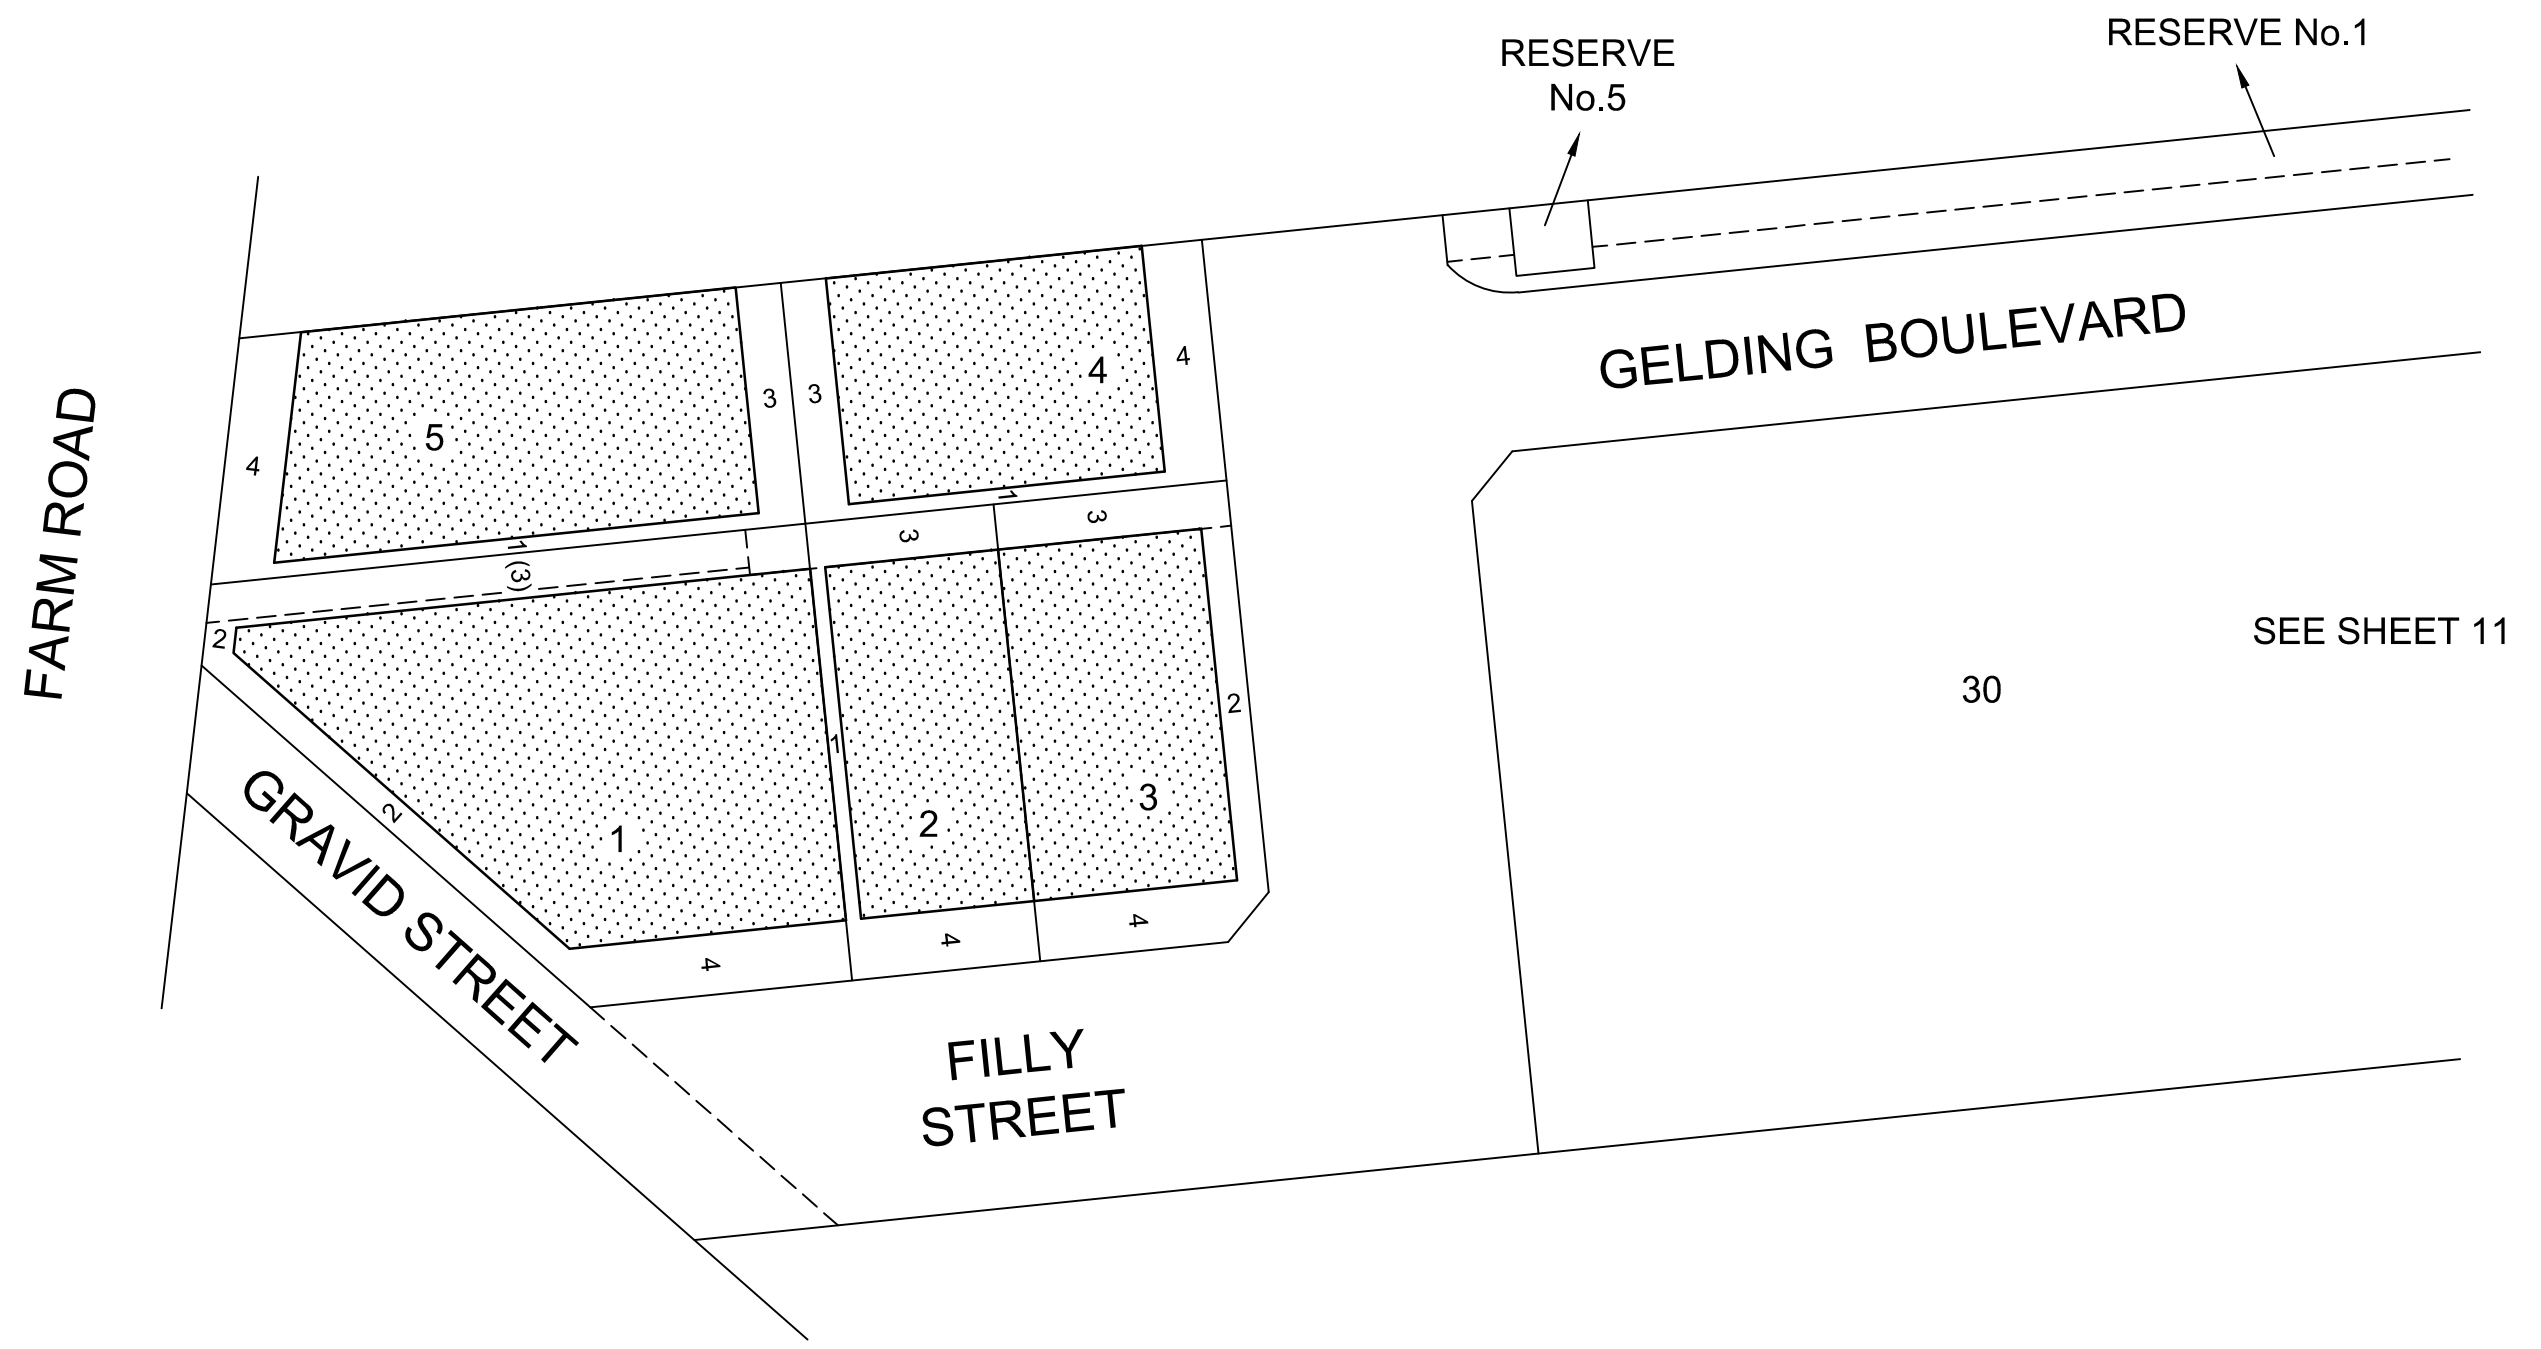 RESERVE No.1
RESERVE
No.5
GELDING BOULEVARD
4
4
3
3
5
4
FARM ROAD
1
3
3
1
(3)
2
SEE SHEET 11
30
2
1
3
2
2
1
GRAVID STREET
4
4
4
FILLY
STREET